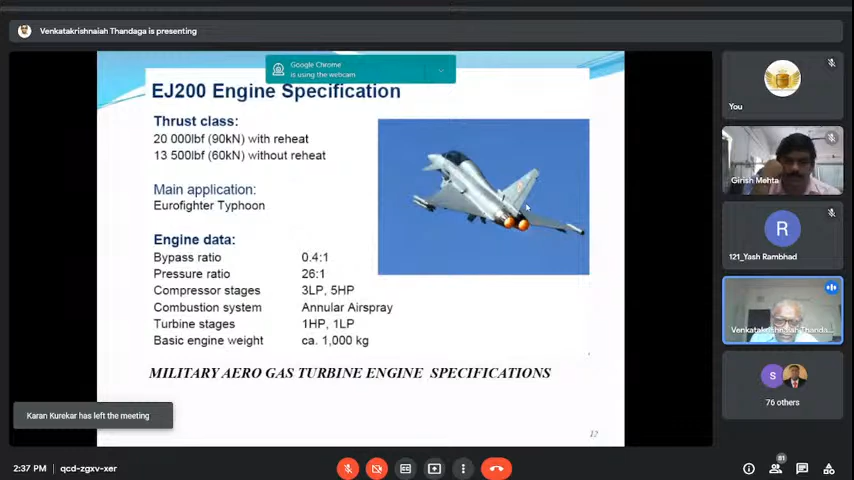 Venkatakrishnaiah Thandaga is presenting
Google Chrome
is using the webcam
EJ200 Engine Specification
Thrust class:
20 000lbf (90kN) with reheat
13 500lbf (60kN) without reheat
Main application:
Eurofighter Typhoon
Engine data:
Bypass ratio 0.4:1
Pressure ratio 26:1
Compressor stages 3LP, 5HP
Combustion system Annular Airspray
Turbine stages 1HP, 1LP
Basic engine weight ca. 1,000 kg
MILITARY AERO GAS TURBINE ENGINE SPECIFICATIONS
12
Karan Kurekar has left the meeting
You
Girish Mehta
R
121_Yash Rambhad
Venkatakrishnaiah Thanda...
S
76 others
2:37 PM | qcd-zgxv-xer
81